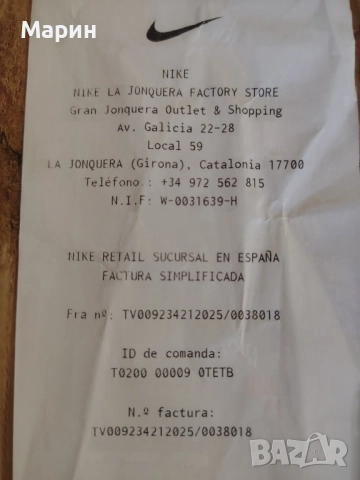 Марин
NIKE
NIKE LA JONQUERA FACTORY STORE
Gran Jonquera Outlet & Shopping
Av. Galicia 22-28
Local 59
LA JONQUERA (Girona), Catalonia 17700
Teléfono.: +34 972 562 815
N.I.F: W-0031639-H
NIKE RETAIL SUCURSAL EN ESPAÑA
FACTURA SIMPLIFICADA
Fra nº: TV009234212025/0038018
ID de comanda:
T0200 00009 0TETB
N.º factura:
TV009234212025/0038018
BAZAR